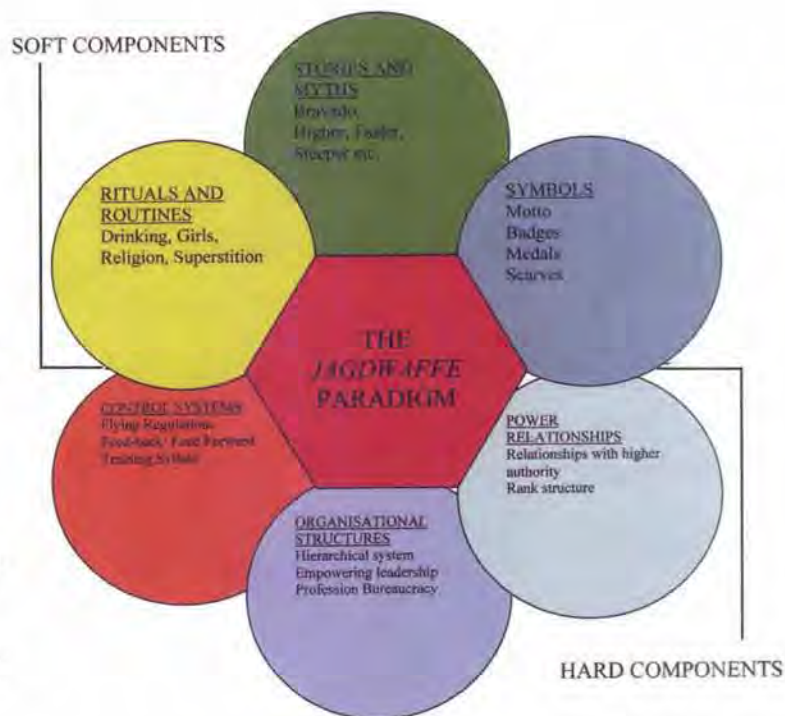 SOFT COMPONENTS
STORIES AND
MYTHS
Bravado,
Higher, Faster,
Steeper etc.
RITUALS AND
ROUTINES
Drinking, Girls,
Religion, Superstition
SYMBOLS
Motto
Badges
Medals
Scarves
THE
JAGDWAFFE
PARADIGM
CONTROL SYSTEMS
Flying Regulations
Feed-back/ Feed Forward
Training Syllabi
POWER
RELATIONSHIPS
Relationships with higher
authority
Rank structure
ORGANISATIONAL
STRUCTURES
Hierarchical system
Empowering leadership
Profession Bureaucracy
HARD COMPONENTS